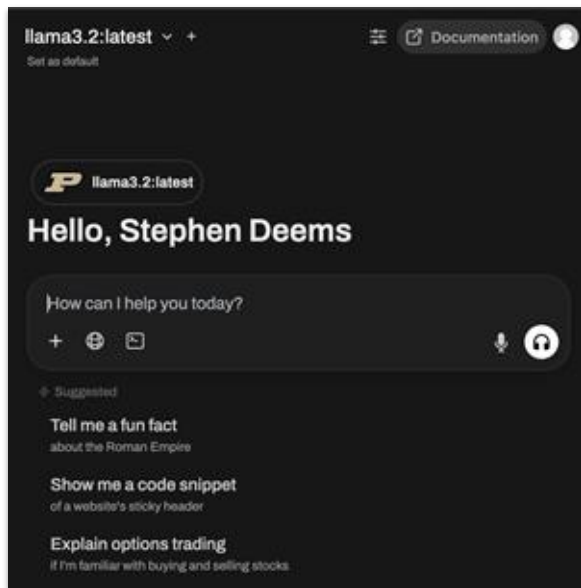 llama3.2:latest
Documentation
Set as default
P llama3.2:latest
Hello, Stephen Deems
How can I help you today?
Suggested
Tell me a fun fact
about the Roman Empire
Show me a code snippet
of a website's sticky header
Explain options trading
if I'm familiar with buying and selling stocks